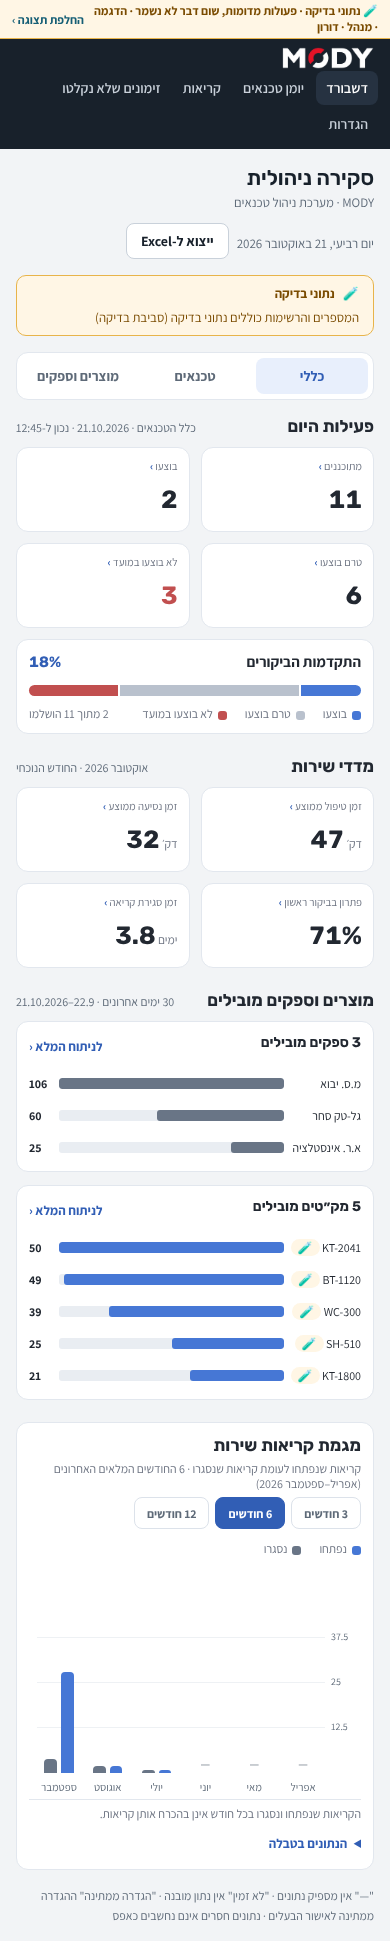 🧪 נתוני בדיקה · פעולות מדומות, שום דבר לא נשמר · הדגמה · מנהל · דורון
החלפת תצוגה ›
MODY
דשבורד
יומן טכנאים
קריאות
זימונים שלא נקלטו
הגדרות
סקירה ניהולית
MODY · מערכת ניהול טכנאים
יום רביעי, 21 באוקטובר 2026
ייצוא ל-Excel
🧪 נתוני בדיקה
המספרים והרשימות כוללים נתוני בדיקה (סביבת בדיקה)
כללי
טכנאים
מוצרים וספקים
פעילות היום
כלל הטכנאים · 21.10.2026 · נכון ל-12:45
מתוכננים ›
11
בוצעו ›
2
טרם בוצעו ›
6
לא בוצעו במועד ›
3
התקדמות הביקורים
18%
בוצעו
טרם בוצעו
לא בוצעו במועד
2 מתוך 11 הושלמו
מדדי שירות
אוקטובר 2026 · החודש הנוכחי
זמן טיפול ממוצע ›
47 דק׳
זמן נסיעה ממוצע ›
32 דק׳
פתרון בביקור ראשון ›
71%
זמן סגירת קריאה ›
3.8 ימים
מוצרים וספקים מובילים
30 ימים אחרונים · 22.9–21.10.2026
3 ספקים מובילים
לניתוח המלא ›
מ.ס. יבוא
106
גל-טק סחר
60
א.ר. אינסטלציה
25
5 מק״טים מובילים
לניתוח המלא ›
KT-2041 🧪
50
BT-1120 🧪
49
WC-300 🧪
39
SH-510 🧪
25
KT-1800 🧪
21
מגמת קריאות שירות
קריאות שנפתחו לעומת קריאות שנסגרו · 6 החודשים המלאים האחרונים
(אפריל–ספטמבר 2026)
3 חודשים
6 חודשים
12 חודשים
נפתחו
נסגרו
37.5
25
12.5
— — —
אפריל
מאי
יוני
יולי
אוגוסט
ספטמבר
הקריאות שנפתחו ונסגרו בכל חודש אינן בהכרח אותן קריאות.
◀ הנתונים בטבלה
"—" אין מספיק נתונים · "לא זמין" אין נתון מובנה · "הגדרה ממתינה" ההגדרה
ממתינה לאישור הבעלים · נתונים חסרים אינם נחשבים כאפס